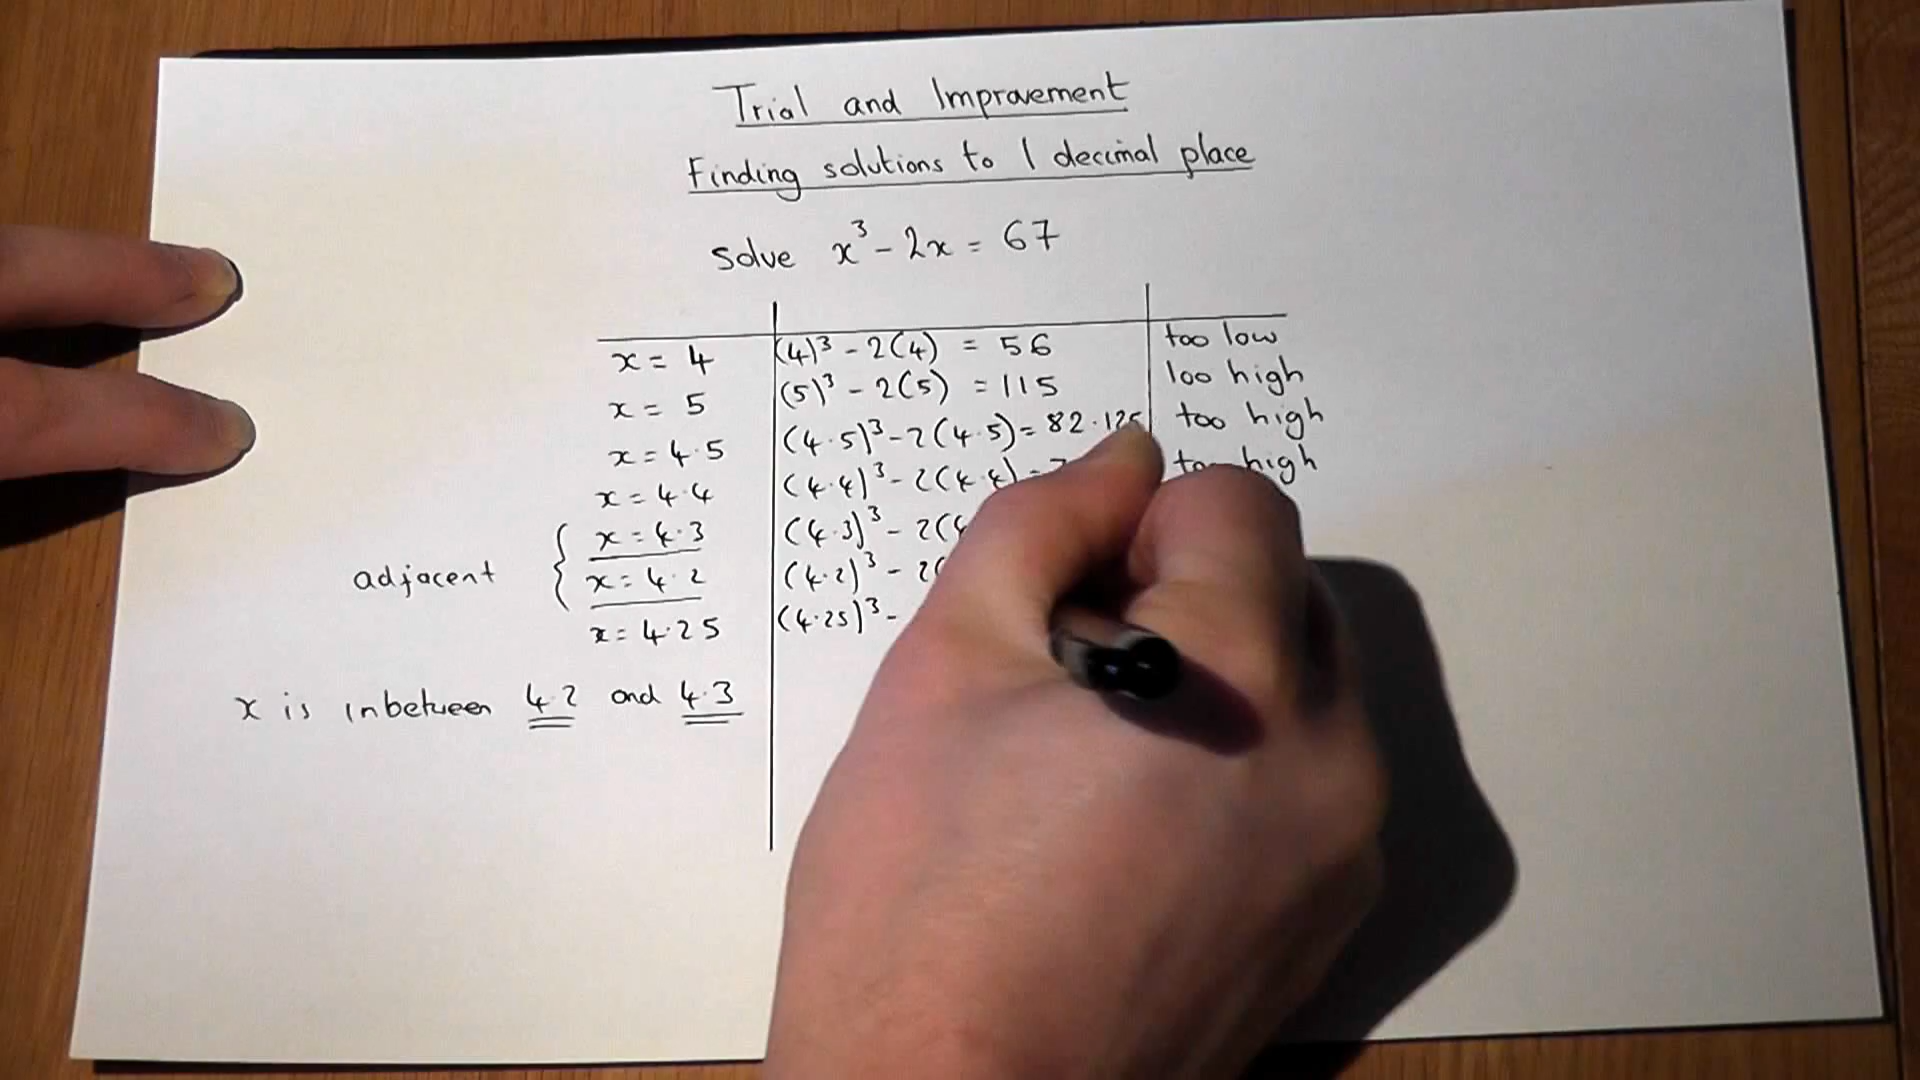 Trial and Improvement
Finding solutions to 1 decimal place
Solve x³ - 2x = 67
x = 4 (4)³ - 2(4) = 56 too low
x = 5 (5)³ - 2(5) = 115 too high
x = 4.5 (4.5)³ - 2(4.5) = 82.125 too high
x = 4.4 (4.4)³ - 2(4.4) = too high
x = 4.3 (4.3)³ - 2(4
adjacent { x = 4.2 (4.2)³ - 2(
x = 4.25 (4.25)³ -
x is inbetween 4.2 and 4.3